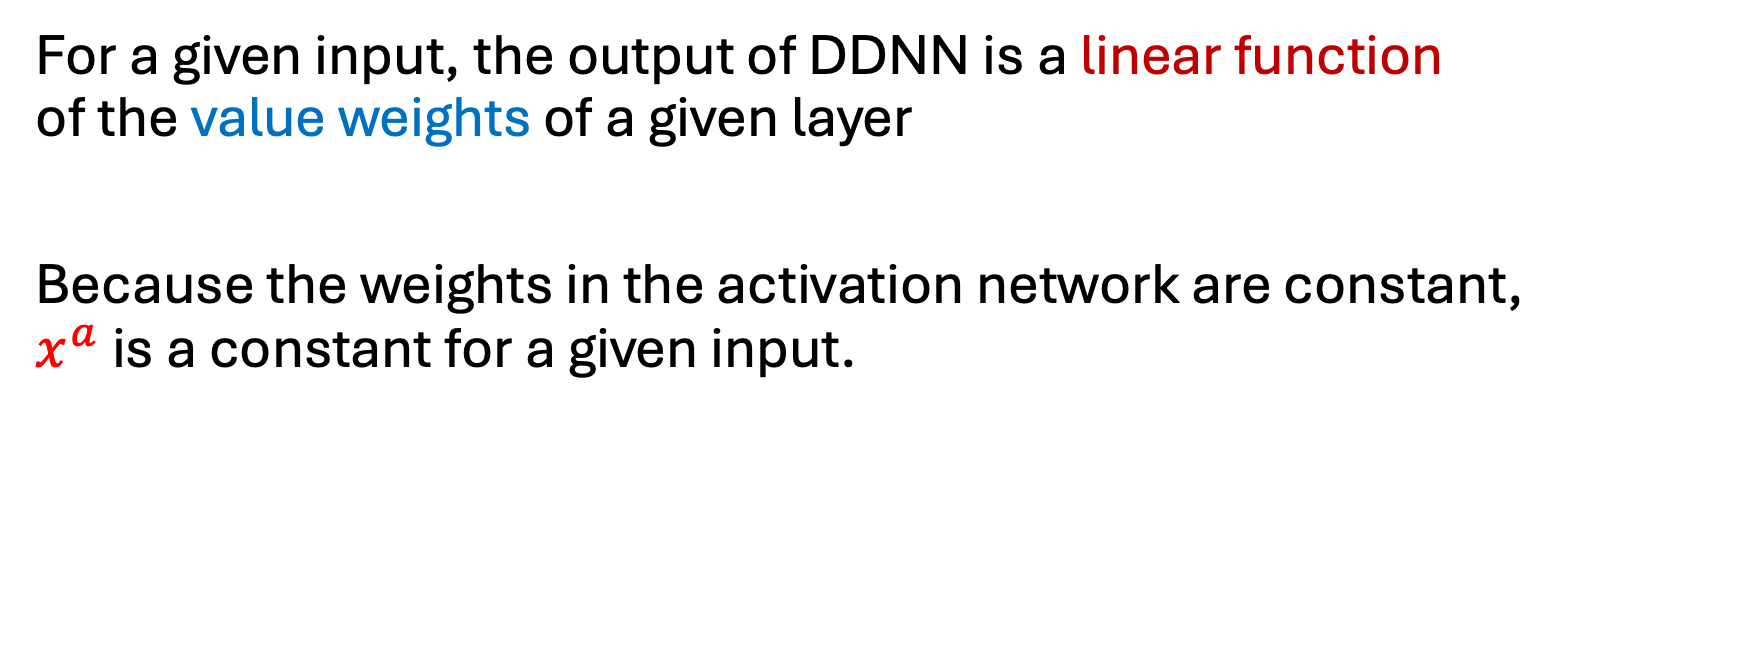 For a given input, the output of DDNN is a linear function
of the value weights of a given layer
Because the weights in the activation network are constant,
xᵃ is a constant for a given input.